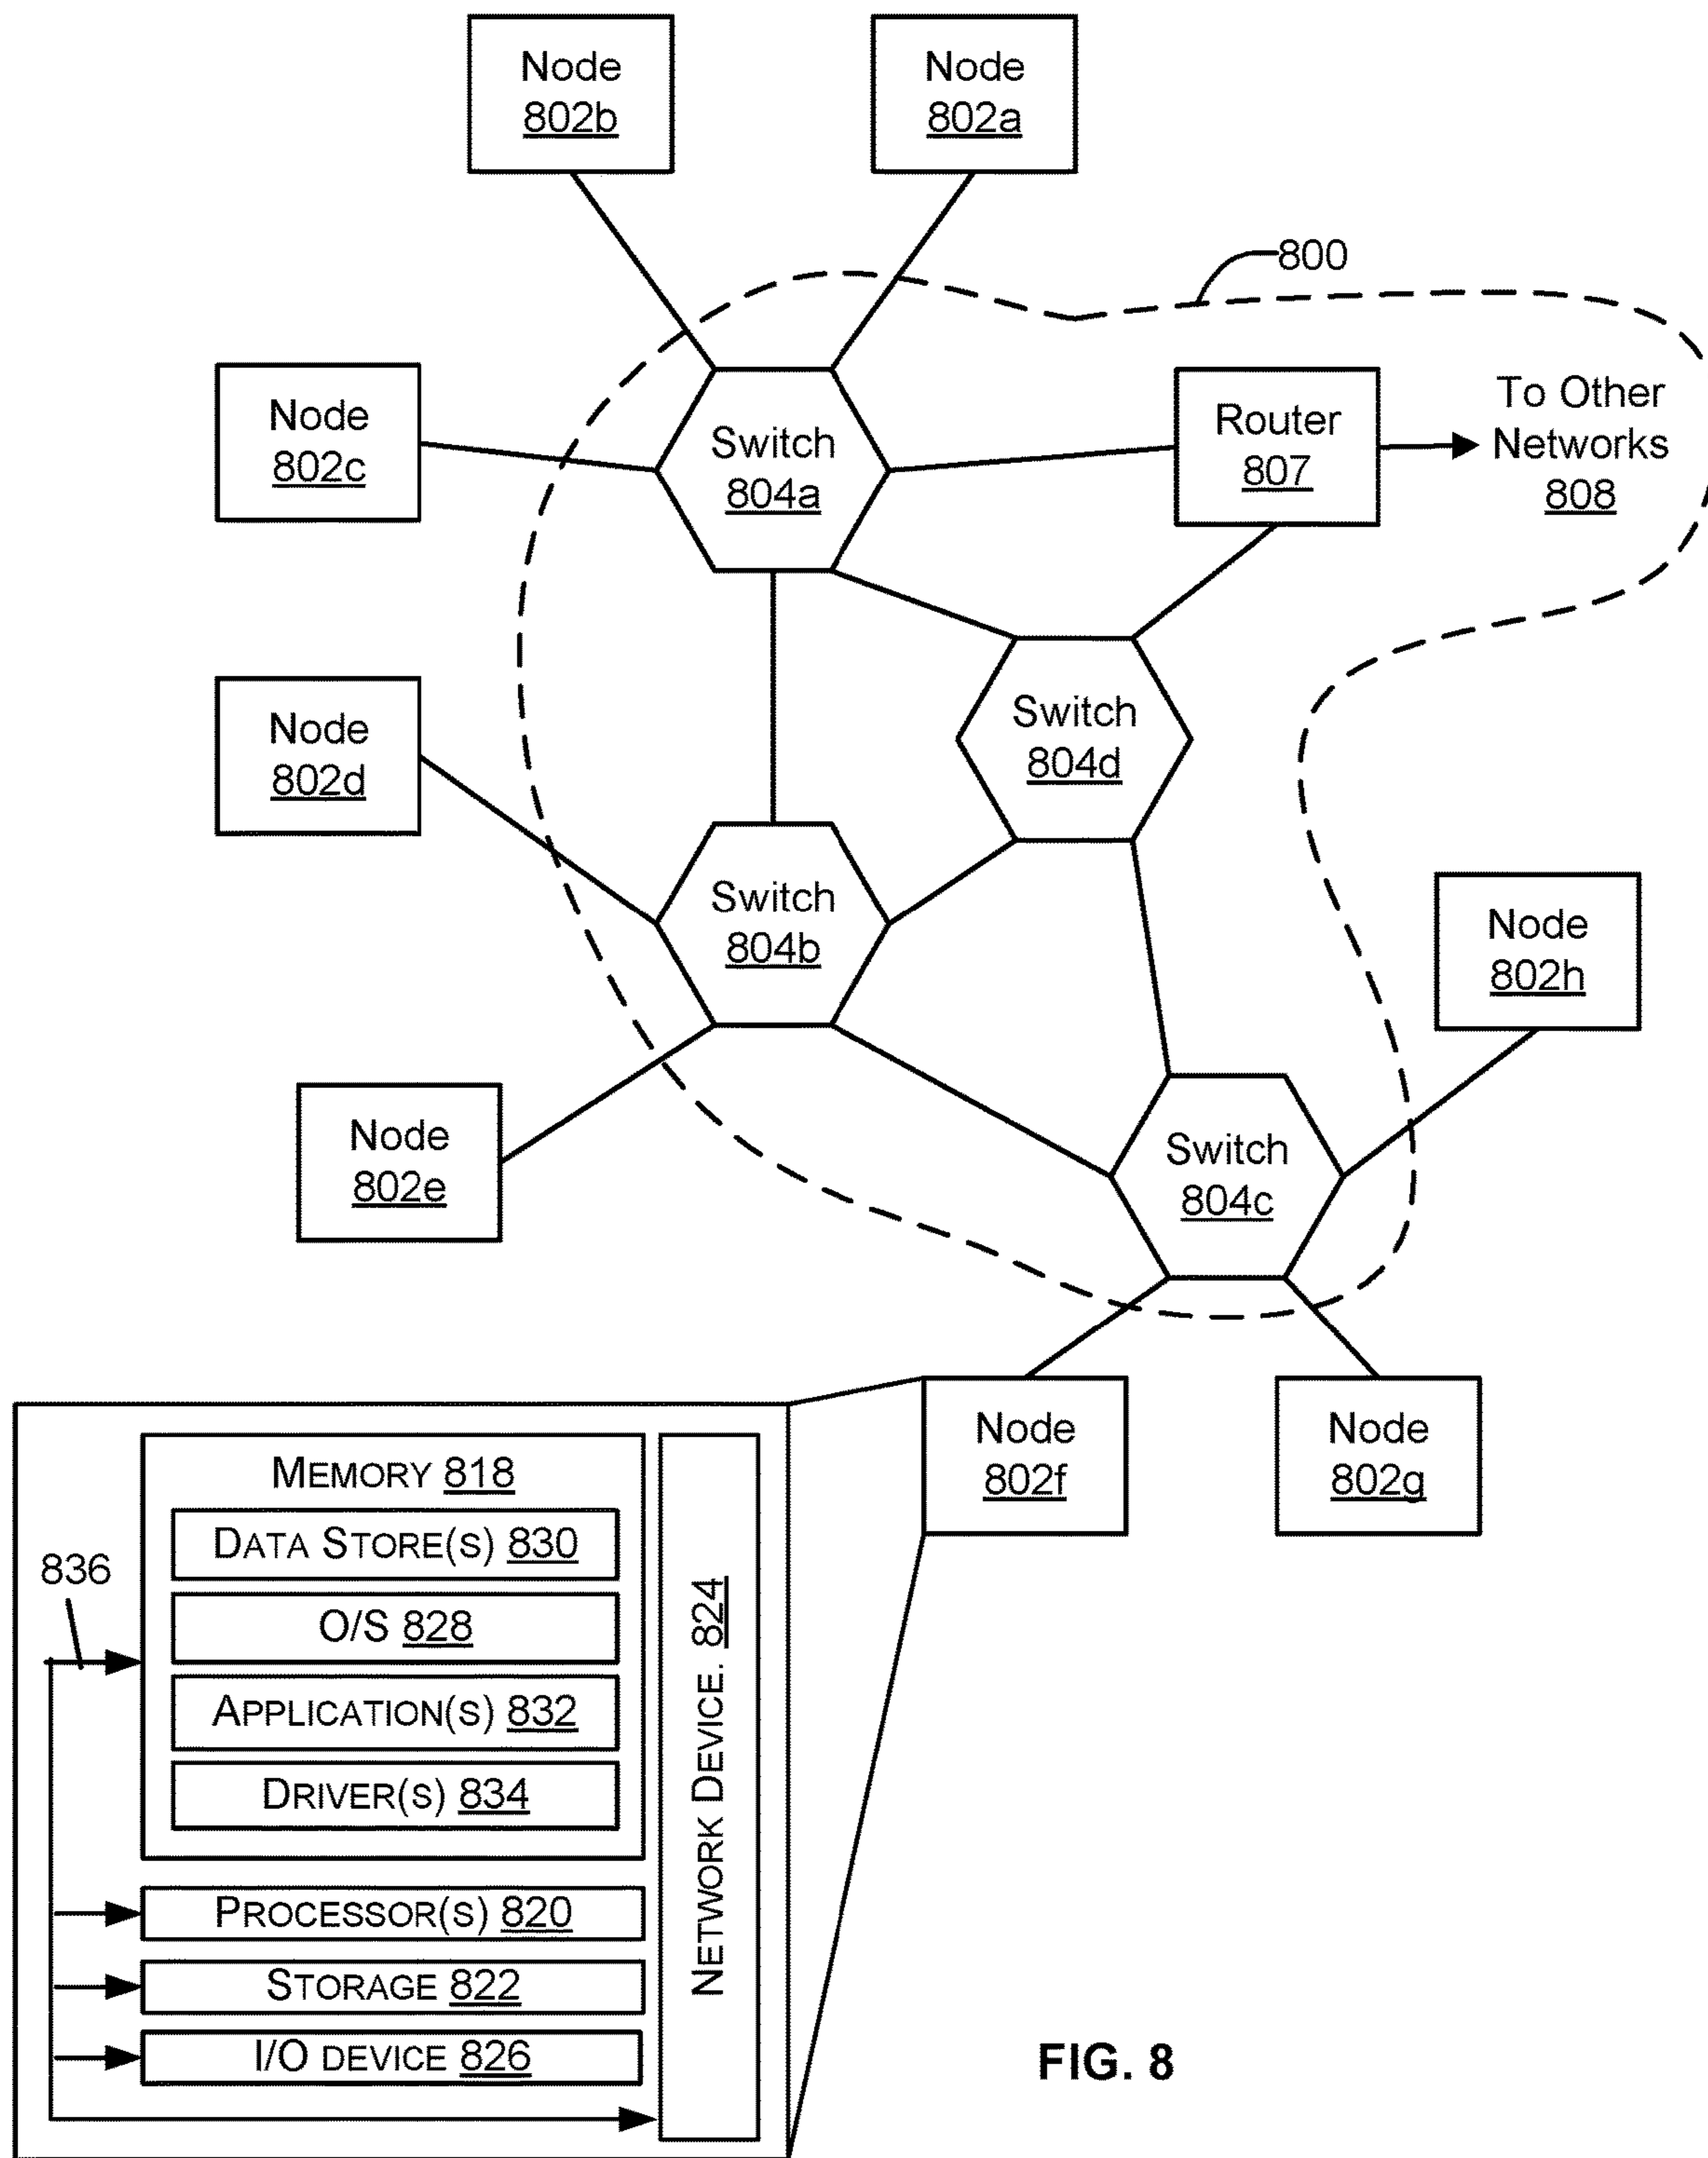 Node
802b
Node
802a
800
Node
802c
Switch
804a
Router
807
To Other
Networks
808
Node
802d
Switch
804d
Switch
804b
Node
802h
Node
802e
Switch
804c
Node
802f
Node
802g
MEMORY 818
DATA STORE(S) 830
836
O/S 828
APPLICATION(S) 832
DRIVER(S) 834
NETWORK DEVICE. 824
PROCESSOR(S) 820
STORAGE 822
I/O DEVICE 826
FIG. 8